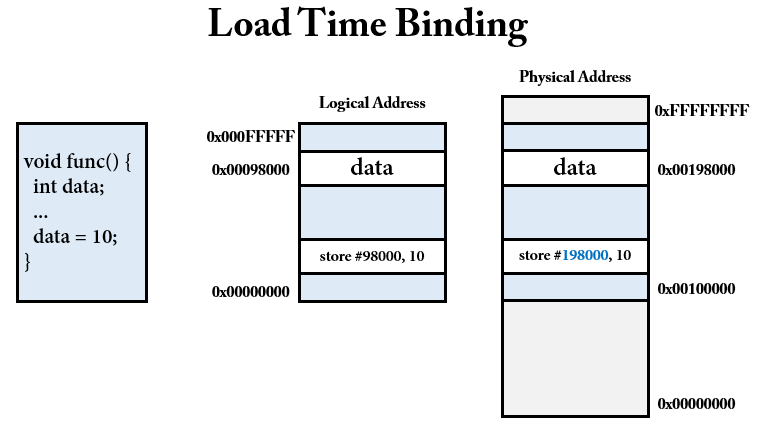 Load Time Binding
void func() {
int data;
...
data = 10;
}
Logical Address
0x000FFFFF
0x00098000
data
store #98000, 10
0x00000000
Physical Address
0xFFFFFFFF
data
0x00198000
store #198000, 10
0x00100000
0x00000000